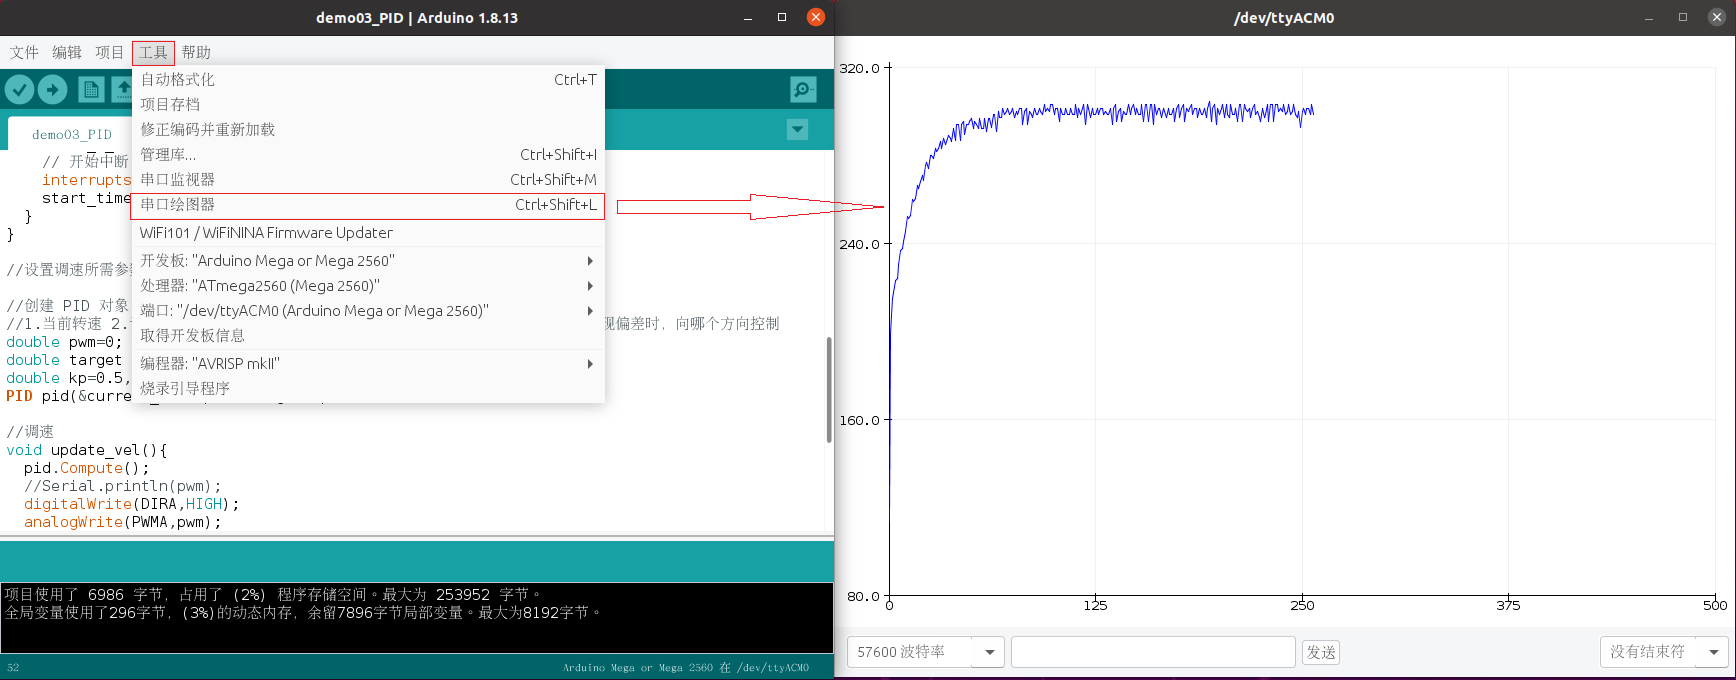 demo03_PID | Arduino 1.8.13
文件 编辑 项目 工具 帮助
自动格式化 Ctrl+T
项目存档
修正编码并重新加载
管理库... Ctrl+Shift+I
串口监视器 Ctrl+Shift+M
串口绘图器 Ctrl+Shift+L
WiFi101 / WiFiNINA Firmware Updater
开发板: "Arduino Mega or Mega 2560"
处理器: "ATmega2560 (Mega 2560)"
端口: "/dev/ttyACM0 (Arduino Mega or Mega 2560)"
取得开发板信息
编程器: "AVRISP mkII"
烧录引导程序
demo03_PID
// 开始中断
interrupts
start_time
}
}
//设置调速所需参
//创建 PID 对象
//1.当前转速 2. 现偏差时, 向哪个方向控制
double pwm=0;
double target
double kp=0.5,
PID pid(&curre
//调速
void update_vel(){
pid.Compute();
//Serial.println(pwm);
digitalWrite(DIRA,HIGH);
analogWrite(PWMA,pwm);
项目使用了 6986 字节, 占用了 (2%) 程序存储空间。最大为 253952 字节。
全局变量使用了296字节, (3%)的动态内存, 余留7896字节局部变量。最大为8192字节。
52 Arduino Mega or Mega 2560 在 /dev/ttyACM0
/dev/ttyACM0
320.0
240.0
160.0
80.0
0 125 250 375 500
57600 波特率 发送 没有结束符